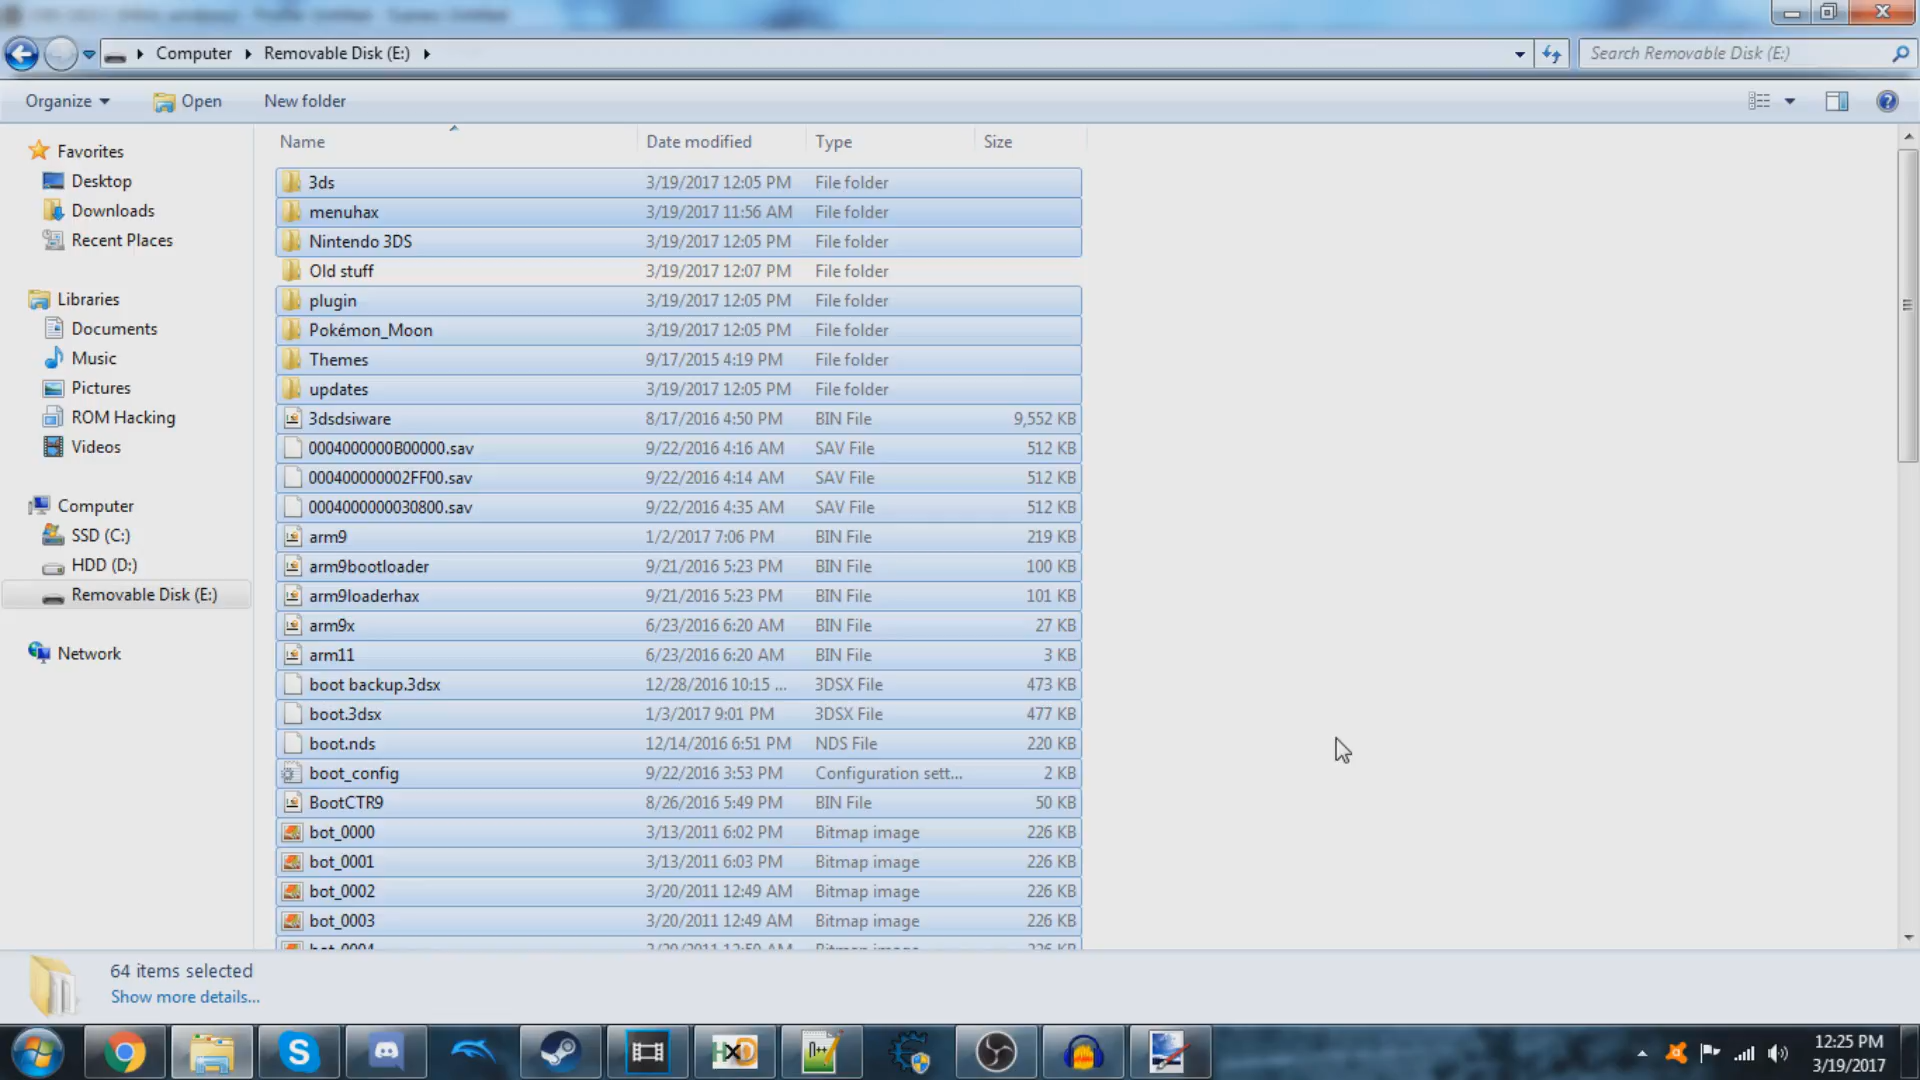 Computer Removable Disk (E:)
Search Removable Disk (E:)
Organize Open New folder
Name Date modified Type Size
Favorites
Desktop
Downloads
Recent Places
Libraries
Documents
Music
Pictures
ROM Hacking
Videos
Computer
SSD (C:)
HDD (D:)
Removable Disk (E:)
Network
3ds 3/19/2017 12:05 PM File folder
menuhax 3/19/2017 11:56 AM File folder
Nintendo 3DS 3/19/2017 12:05 PM File folder
Old stuff 3/19/2017 12:07 PM File folder
plugin 3/19/2017 12:05 PM File folder
Pokémon_Moon 3/19/2017 12:05 PM File folder
Themes 9/17/2015 4:19 PM File folder
updates 3/19/2017 12:05 PM File folder
3dsdsiware 8/17/2016 4:50 PM BIN File 9,552 KB
0004000000B00000.sav 9/22/2016 4:16 AM SAV File 512 KB
000400000002FF00.sav 9/22/2016 4:14 AM SAV File 512 KB
0004000000030800.sav 9/22/2016 4:35 AM SAV File 512 KB
arm9 1/2/2017 7:06 PM BIN File 219 KB
arm9bootloader 9/21/2016 5:23 PM BIN File 100 KB
arm9loaderhax 9/21/2016 5:23 PM BIN File 101 KB
arm9x 6/23/2016 6:20 AM BIN File 27 KB
arm11 6/23/2016 6:20 AM BIN File 3 KB
boot backup.3dsx 12/28/2016 10:15 ... 3DSX File 473 KB
boot.3dsx 1/3/2017 9:01 PM 3DSX File 477 KB
boot.nds 12/14/2016 6:51 PM NDS File 220 KB
boot_config 9/22/2016 3:53 PM Configuration sett... 2 KB
BootCTR9 8/26/2016 5:49 PM BIN File 50 KB
bot_0000 3/13/2011 6:02 PM Bitmap image 226 KB
bot_0001 3/13/2011 6:03 PM Bitmap image 226 KB
bot_0002 3/20/2011 12:49 AM Bitmap image 226 KB
bot_0003 3/20/2011 12:49 AM Bitmap image 226 KB
bot_0004 3/20/2011 12:50 AM Bitmap image 226 KB
64 items selected
Show more details...
12:25 PM
3/19/2017